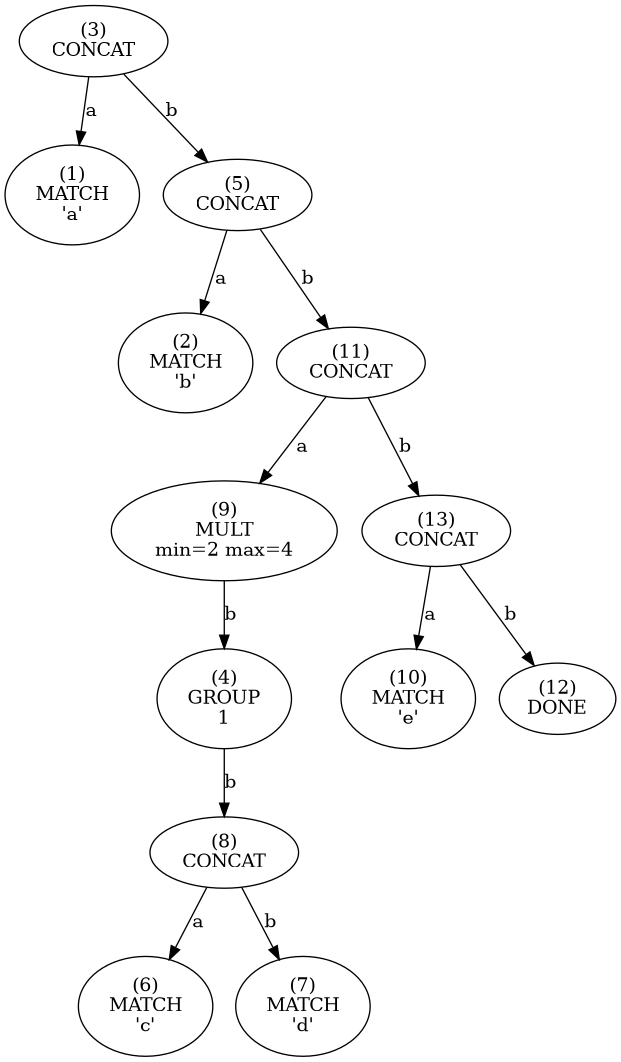 (3)
CONCAT
a
b
(1)
MATCH
'a'
(5)
CONCAT
a
b
(2)
MATCH
'b'
(11)
CONCAT
a
b
(9)
MULT
min=2 max=4
(13)
CONCAT
b
a
b
(4)
GROUP
1
(10)
MATCH
'e'
(12)
DONE
b
(8)
CONCAT
a
b
(6)
MATCH
'c'
(7)
MATCH
'd'